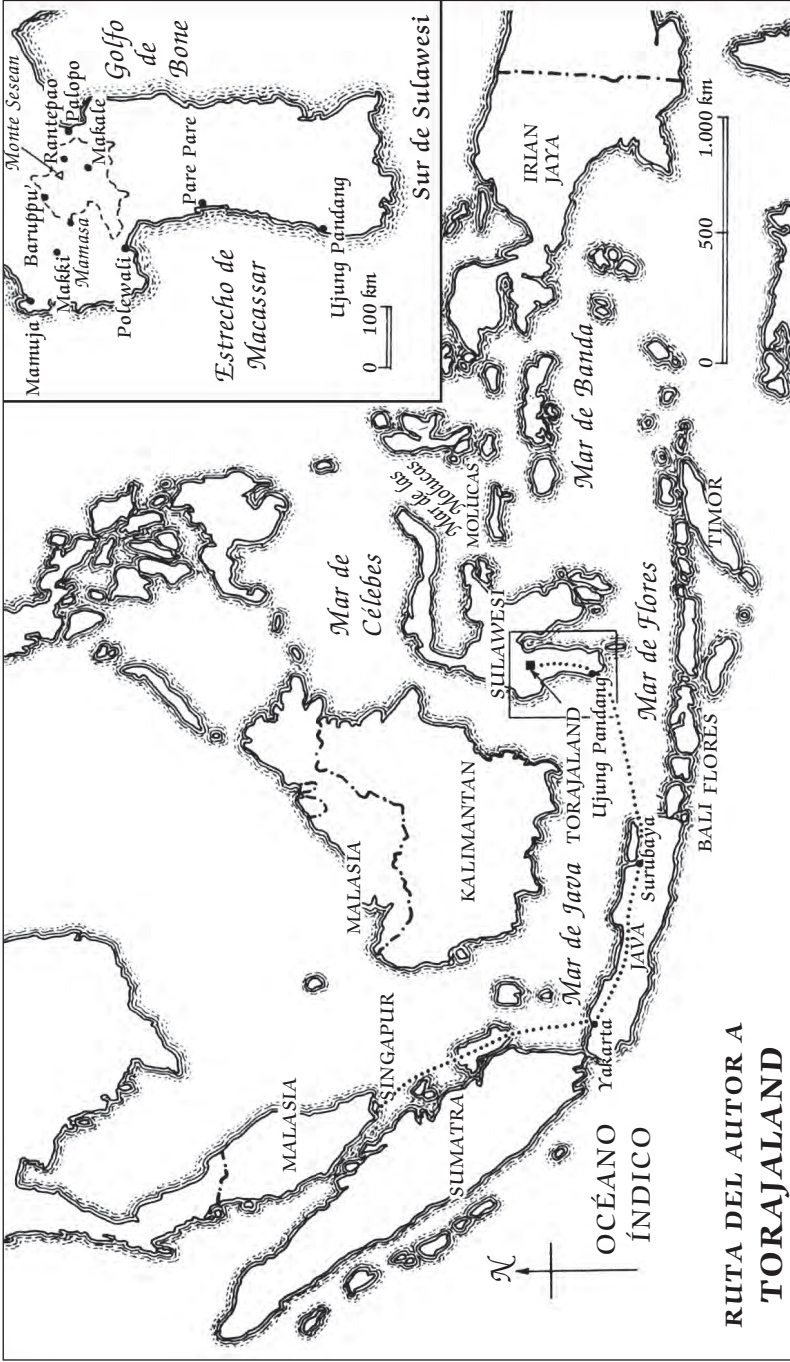 RUTA DEL AUTOR A
TORAJALAND
N
OCÉANO
ÍNDICO
MALASIA
SINGAPUR
SUMATRA
Yakarta
JAVA
Surubaya
Mar de Java
MALASIA
KALIMANTAN
BALI
FLORES
TORAJALAND
Ujung Pandang
SULAWESI
Mar de
Célebes
Mar de las
Molucas
MOLUCAS
Mar de Flores
TIMOR
Mar de Banda
IRIAN
JAYA
0 500 1.000 km
Mamuja
Baruppu'
Monte Sesean
Rantepao
Palopo
Makale
Makki
Mamasa
Polewali
Golfo
de
Bone
Pare Pare
Estrecho de
Macassar
Ujung Pandang
0 100 km
Sur de Sulawesi